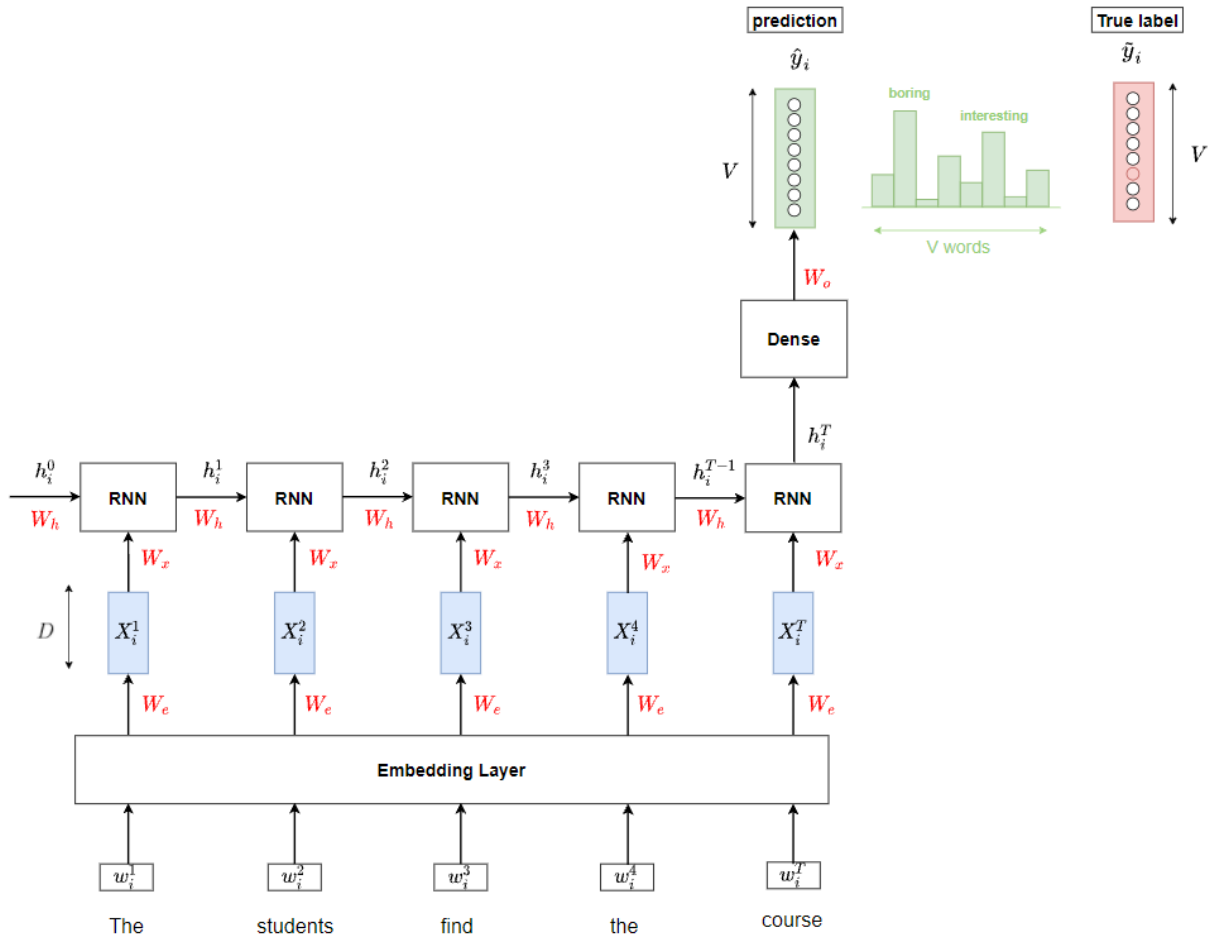 prediction
True label
ŷ_i
ỹ_i
boring
interesting
V
V
V words
W_o
Dense
h_i^T
h_i^0
h_i^1
h_i^2
h_i^3
h_i^{T-1}
RNN
RNN
RNN
RNN
RNN
W_h
W_h
W_h
W_h
W_h
W_x
W_x
W_x
W_x
W_x
D
X_i^1
X_i^2
X_i^3
X_i^4
X_i^T
W_e
W_e
W_e
W_e
W_e
Embedding Layer
w_i^1
w_i^2
w_i^3
w_i^4
w_i^T
The
students
find
the
course